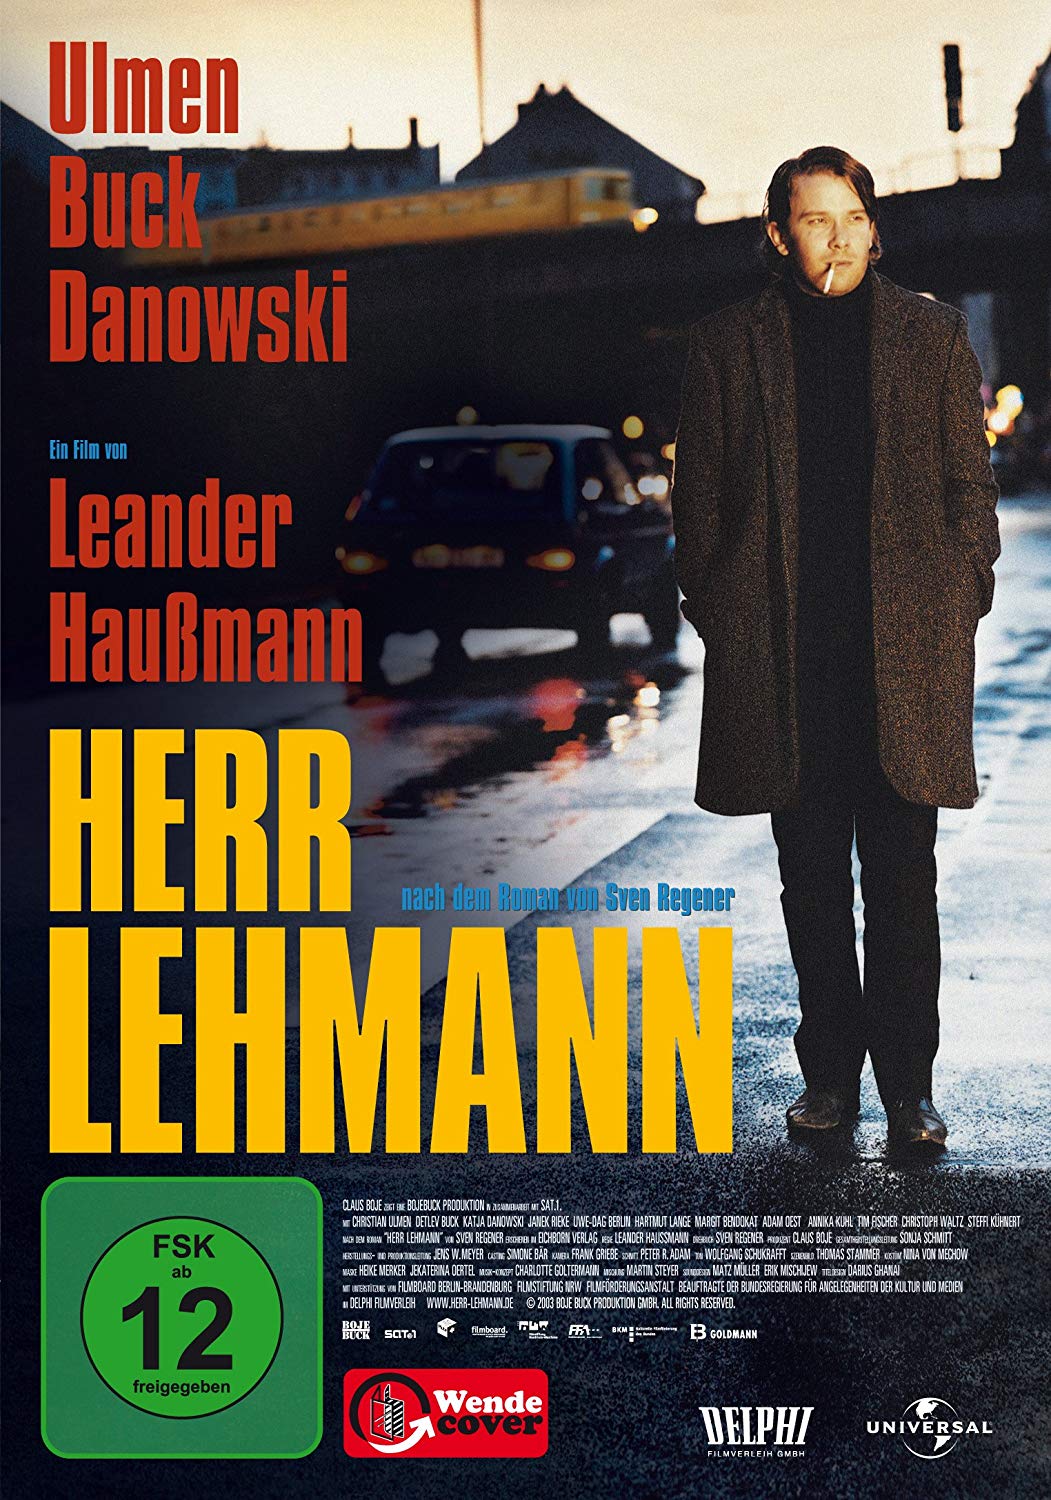 Ulmen
Buck
Danowski
Ein Film von
Leander
Haußmann
HERR
nach dem Roman von Sven Regener
LEHMANN
CLAUS BOJE ZEIGT EINE BOJEBUCK PRODUKTION IN ZUSAMMENARBEIT MIT SAT.1.
MIT CHRISTIAN ULMEN DETLEV BUCK KATJA DANOWSKI JANEK RIEKE UWE-DAG BERLIN HARTMUT LANGE MARGIT BENDOKAT ADAM OEST ANNIKA KUHL TIM FISCHER CHRISTOPH WALTZ STEFFI KÜHNERT
NACH DEM ROMAN "HERR LEHMANN" VON SVEN REGENER ERSCHIENEN IM EICHBORN VERLAG REGIE LEANDER HAUSSMANN DREHBUCH SVEN REGENER PRODUZENT CLAUS BOJE GESAMTHERSTELLUNGSLEITUNG SONJA SCHMITT
HERSTELLUNGS- UND PRODUKTIONSLEITUNG JENS W. MEYER CASTING SIMONE BÄR KAMERA FRANK GRIEBE SCHNITT PETER R. ADAM TON WOLFGANG SCHUKRAFFT SZENENBILD THOMAS STAMMER KOSTÜM NINA VON MECHOW
MASKE HEIKE MERKER JEKATERINA OERTEL MUSIK-KONZEPT CHARLOTTE GOLTERMANN MISCHUNG MARTIN STEYER SOUNDDESIGN MATZ MÜLLER ERIK MISCHIJEW TITELDESIGN DARIUS GHANAI
MIT UNTERSTÜTZUNG VON FILMBOARD BERLIN-BRANDENBURG FILMSTIFTUNG NRW FILMFÖRDERUNGSANSTALT BEAUFTRAGTE DER BUNDESREGIERUNG FÜR ANGELEGENHEITEN DER KULTUR UND MEDIEN
IM DELPHI FILMVERLEIH WWW.HERR-LEHMANN.DE © 2003 BOJE BUCK PRODUKTION GMBH. ALL RIGHTS RESERVED.
BOJE BUCK SAT.1 filmboard. FFA BKM GOLDMANN
FSK
ab
12
freigegeben
Wende
cover
DELPHI
FILMVERLEIH GMBH
UNIVERSAL